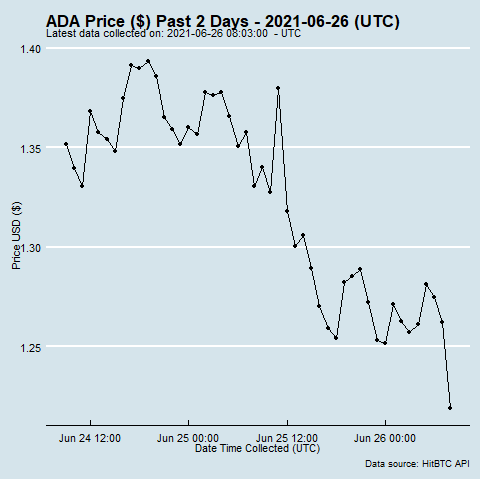 ADA Price ($) Past 2 Days - 2021-06-26 (UTC)
Latest data collected on: 2021-06-26 08:03:00 - UTC
1.40
1.35
1.30
1.25
Price USD ($)
Jun 24 12:00 Jun 25 00:00 Jun 25 12:00 Jun 26 00:00
Date Time Collected (UTC)
Data source: HitBTC API